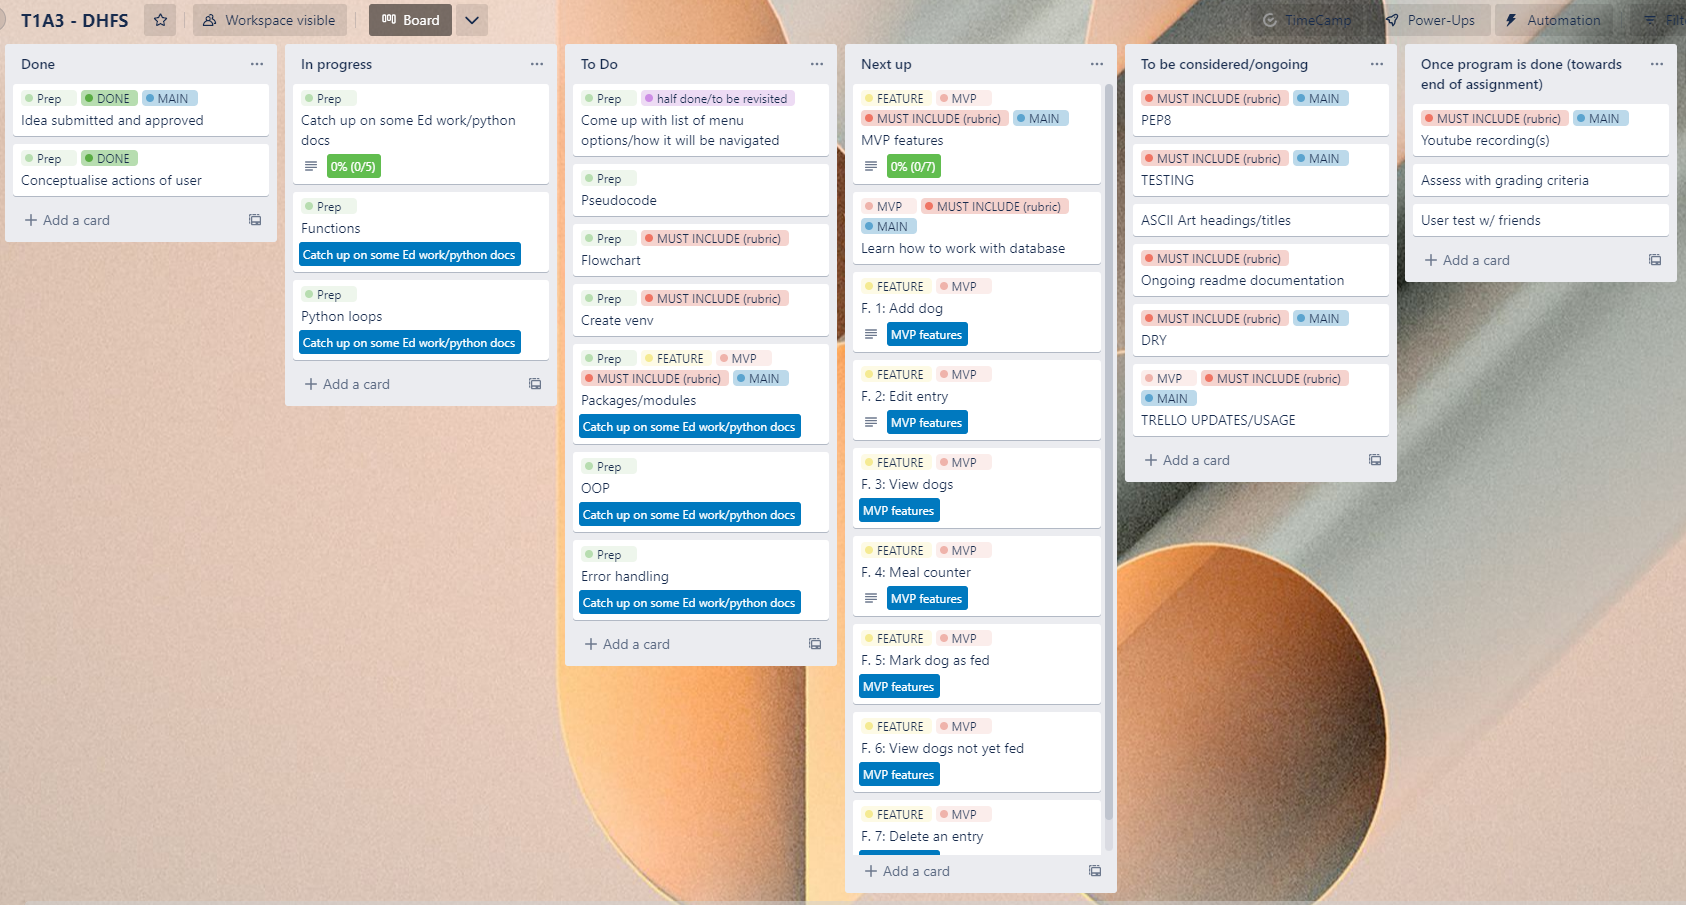 T1A3 - DHFS
Workspace visible
Board
TimeCamp
Power-Ups
Automation
Done
Prep DONE MAIN
Idea submitted and approved
Prep DONE
Conceptualise actions of user
+ Add a card
In progress
Prep
Catch up on some Ed work/python
docs
0% (0/5)
Prep
Functions
Catch up on some Ed work/python docs
Prep
Python loops
Catch up on some Ed work/python docs
+ Add a card
To Do
Prep half done/to be revisited
Come up with list of menu
options/how it will be navigated
Prep
Pseudocode
Prep MUST INCLUDE (rubric)
Flowchart
Prep MUST INCLUDE (rubric)
Create venv
Prep FEATURE MVP
MUST INCLUDE (rubric) MAIN
Packages/modules
Catch up on some Ed work/python docs
Prep
OOP
Catch up on some Ed work/python docs
Prep
Error handling
Catch up on some Ed work/python docs
+ Add a card
Next up
FEATURE MVP
MUST INCLUDE (rubric) MAIN
MVP features
0% (0/7)
MVP MUST INCLUDE (rubric)
MAIN
Learn how to work with database
FEATURE MVP
F. 1: Add dog
MVP features
FEATURE MVP
F. 2: Edit entry
MVP features
FEATURE MVP
F. 3: View dogs
MVP features
FEATURE MVP
F. 4: Meal counter
MVP features
FEATURE MVP
F. 5: Mark dog as fed
MVP features
FEATURE MVP
F. 6: View dogs not yet fed
MVP features
FEATURE MVP
F. 7: Delete an entry
+ Add a card
To be considered/ongoing
MUST INCLUDE (rubric) MAIN
PEP8
MUST INCLUDE (rubric) MAIN
TESTING
ASCII Art headings/titles
MUST INCLUDE (rubric)
Ongoing readme documentation
MUST INCLUDE (rubric) MAIN
DRY
MVP MUST INCLUDE (rubric)
MAIN
TRELLO UPDATES/USAGE
+ Add a card
Once program is done (towards
end of assignment)
MUST INCLUDE (rubric) MAIN
Youtube recording(s)
Assess with grading criteria
User test w/ friends
+ Add a card